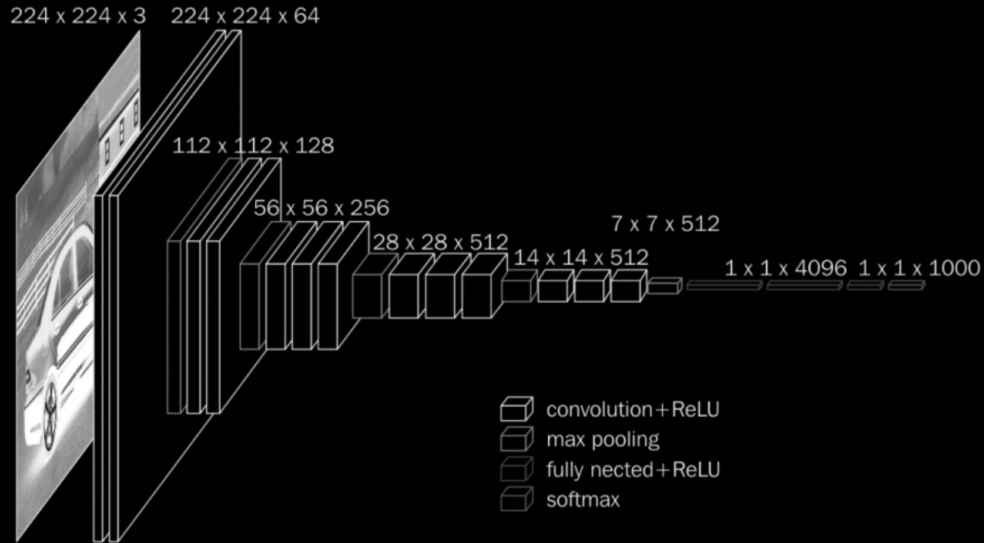 224 x 224 x 3
224 x 224 x 64
112 x 112 x 128
56 x 56 x 256
28 x 28 x 512
14 x 14 x 512
7 x 7 x 512
1 x 1 x 4096
1 x 1 x 1000
convolution+ReLU
max pooling
fully nected+ReLU
softmax